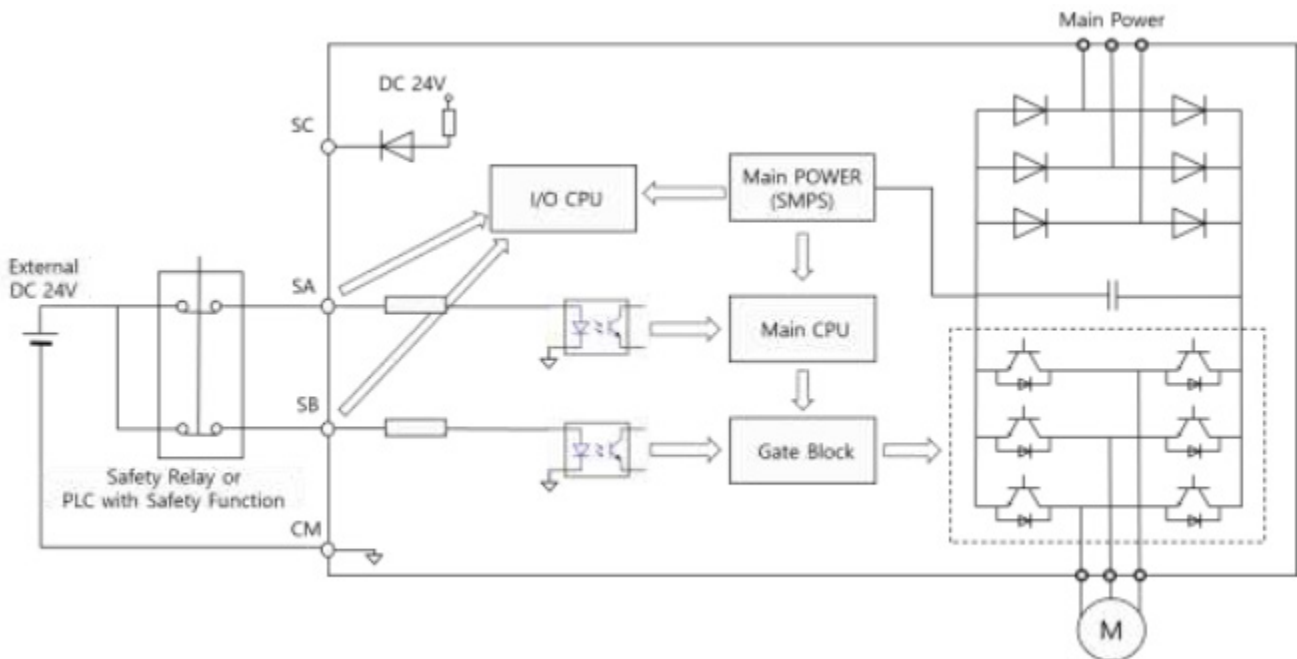 Main Power
DC 24V
SC
I/O CPU
Main POWER
(SMPS)
External
DC 24V
SA
Main CPU
SB
Gate Block
Safety Relay or
PLC with Safety Function
CM
M